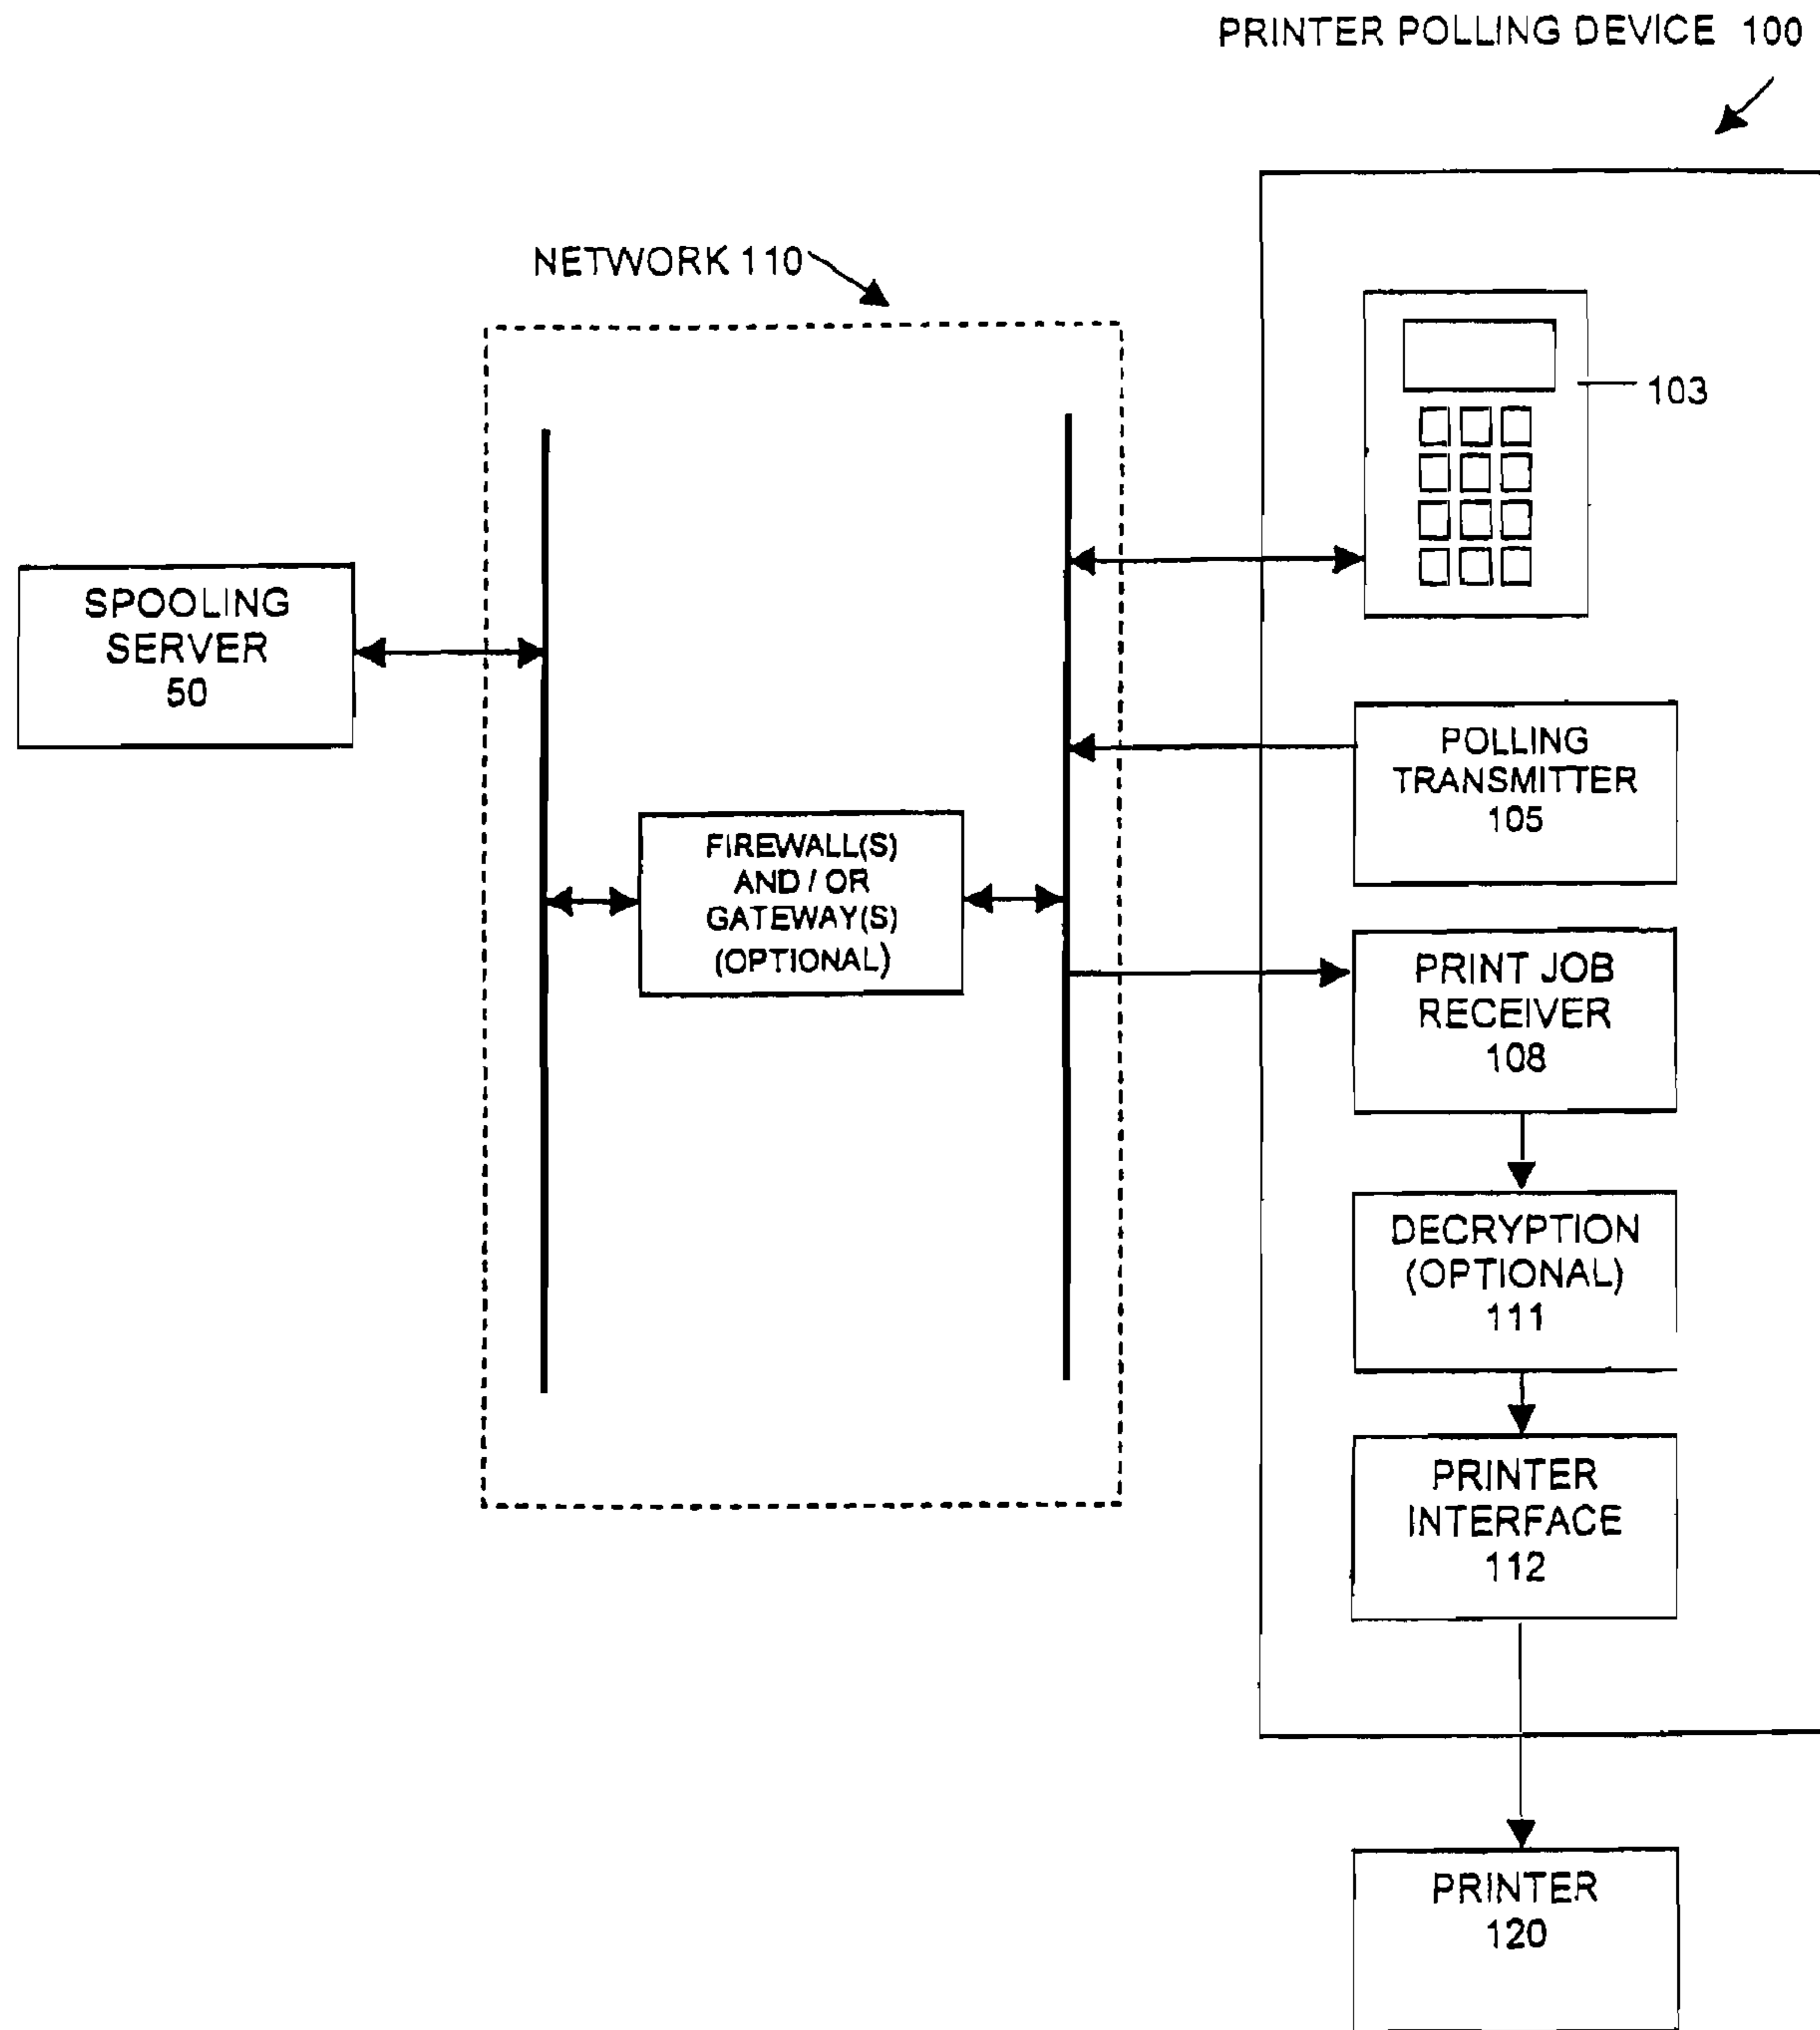 PRINTER POLLING DEVICE 100
NETWORK 110
103
SPOOLING
SERVER
50
POLLING
TRANSMITTER
105
FIREWALL(S)
AND / OR
GATEWAY(S)
(OPTIONAL)
PRINT JOB
RECEIVER
108
DECRYPTION
(OPTIONAL)
111
PRINTER
INTERFACE
112
PRINTER
120